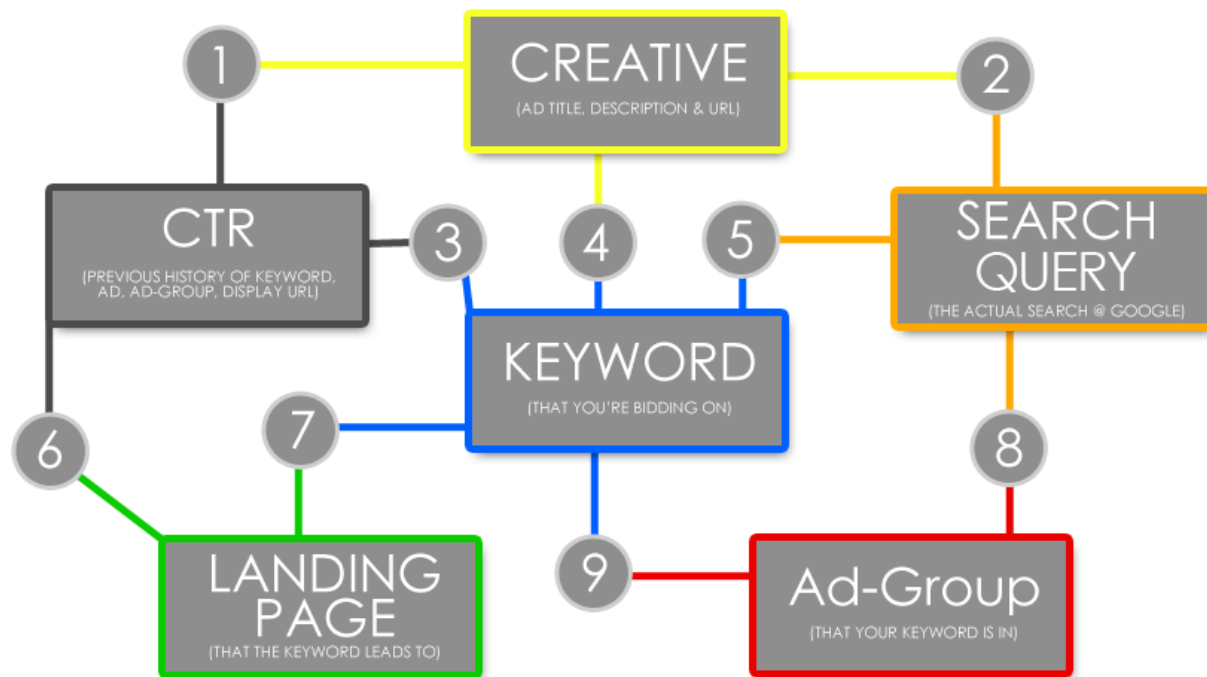 1
CREATIVE
(AD TITLE, DESCRIPTION & URL)
2
CTR
(PREVIOUS HISTORY OF KEYWORD,
AD, AD-GROUP, DISPLAY URL)
3
4
5
SEARCH
QUERY
(THE ACTUAL SEARCH @ GOOGLE)
KEYWORD
(THAT YOU'RE BIDDING ON)
6
7
8
LANDING
PAGE
(THAT THE KEYWORD LEADS TO)
9
Ad-Group
(THAT YOUR KEYWORD IS IN)